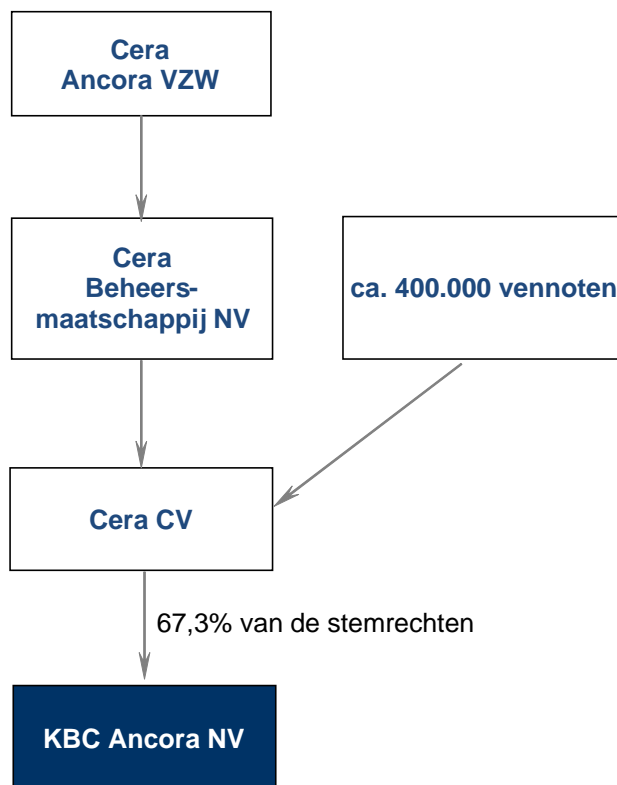 Cera
Ancora VZW
Cera
Beheers-
maatschappij NV
ca. 400.000 vennoten
Cera CV
67,3% van de stemrechten
KBC Ancora NV